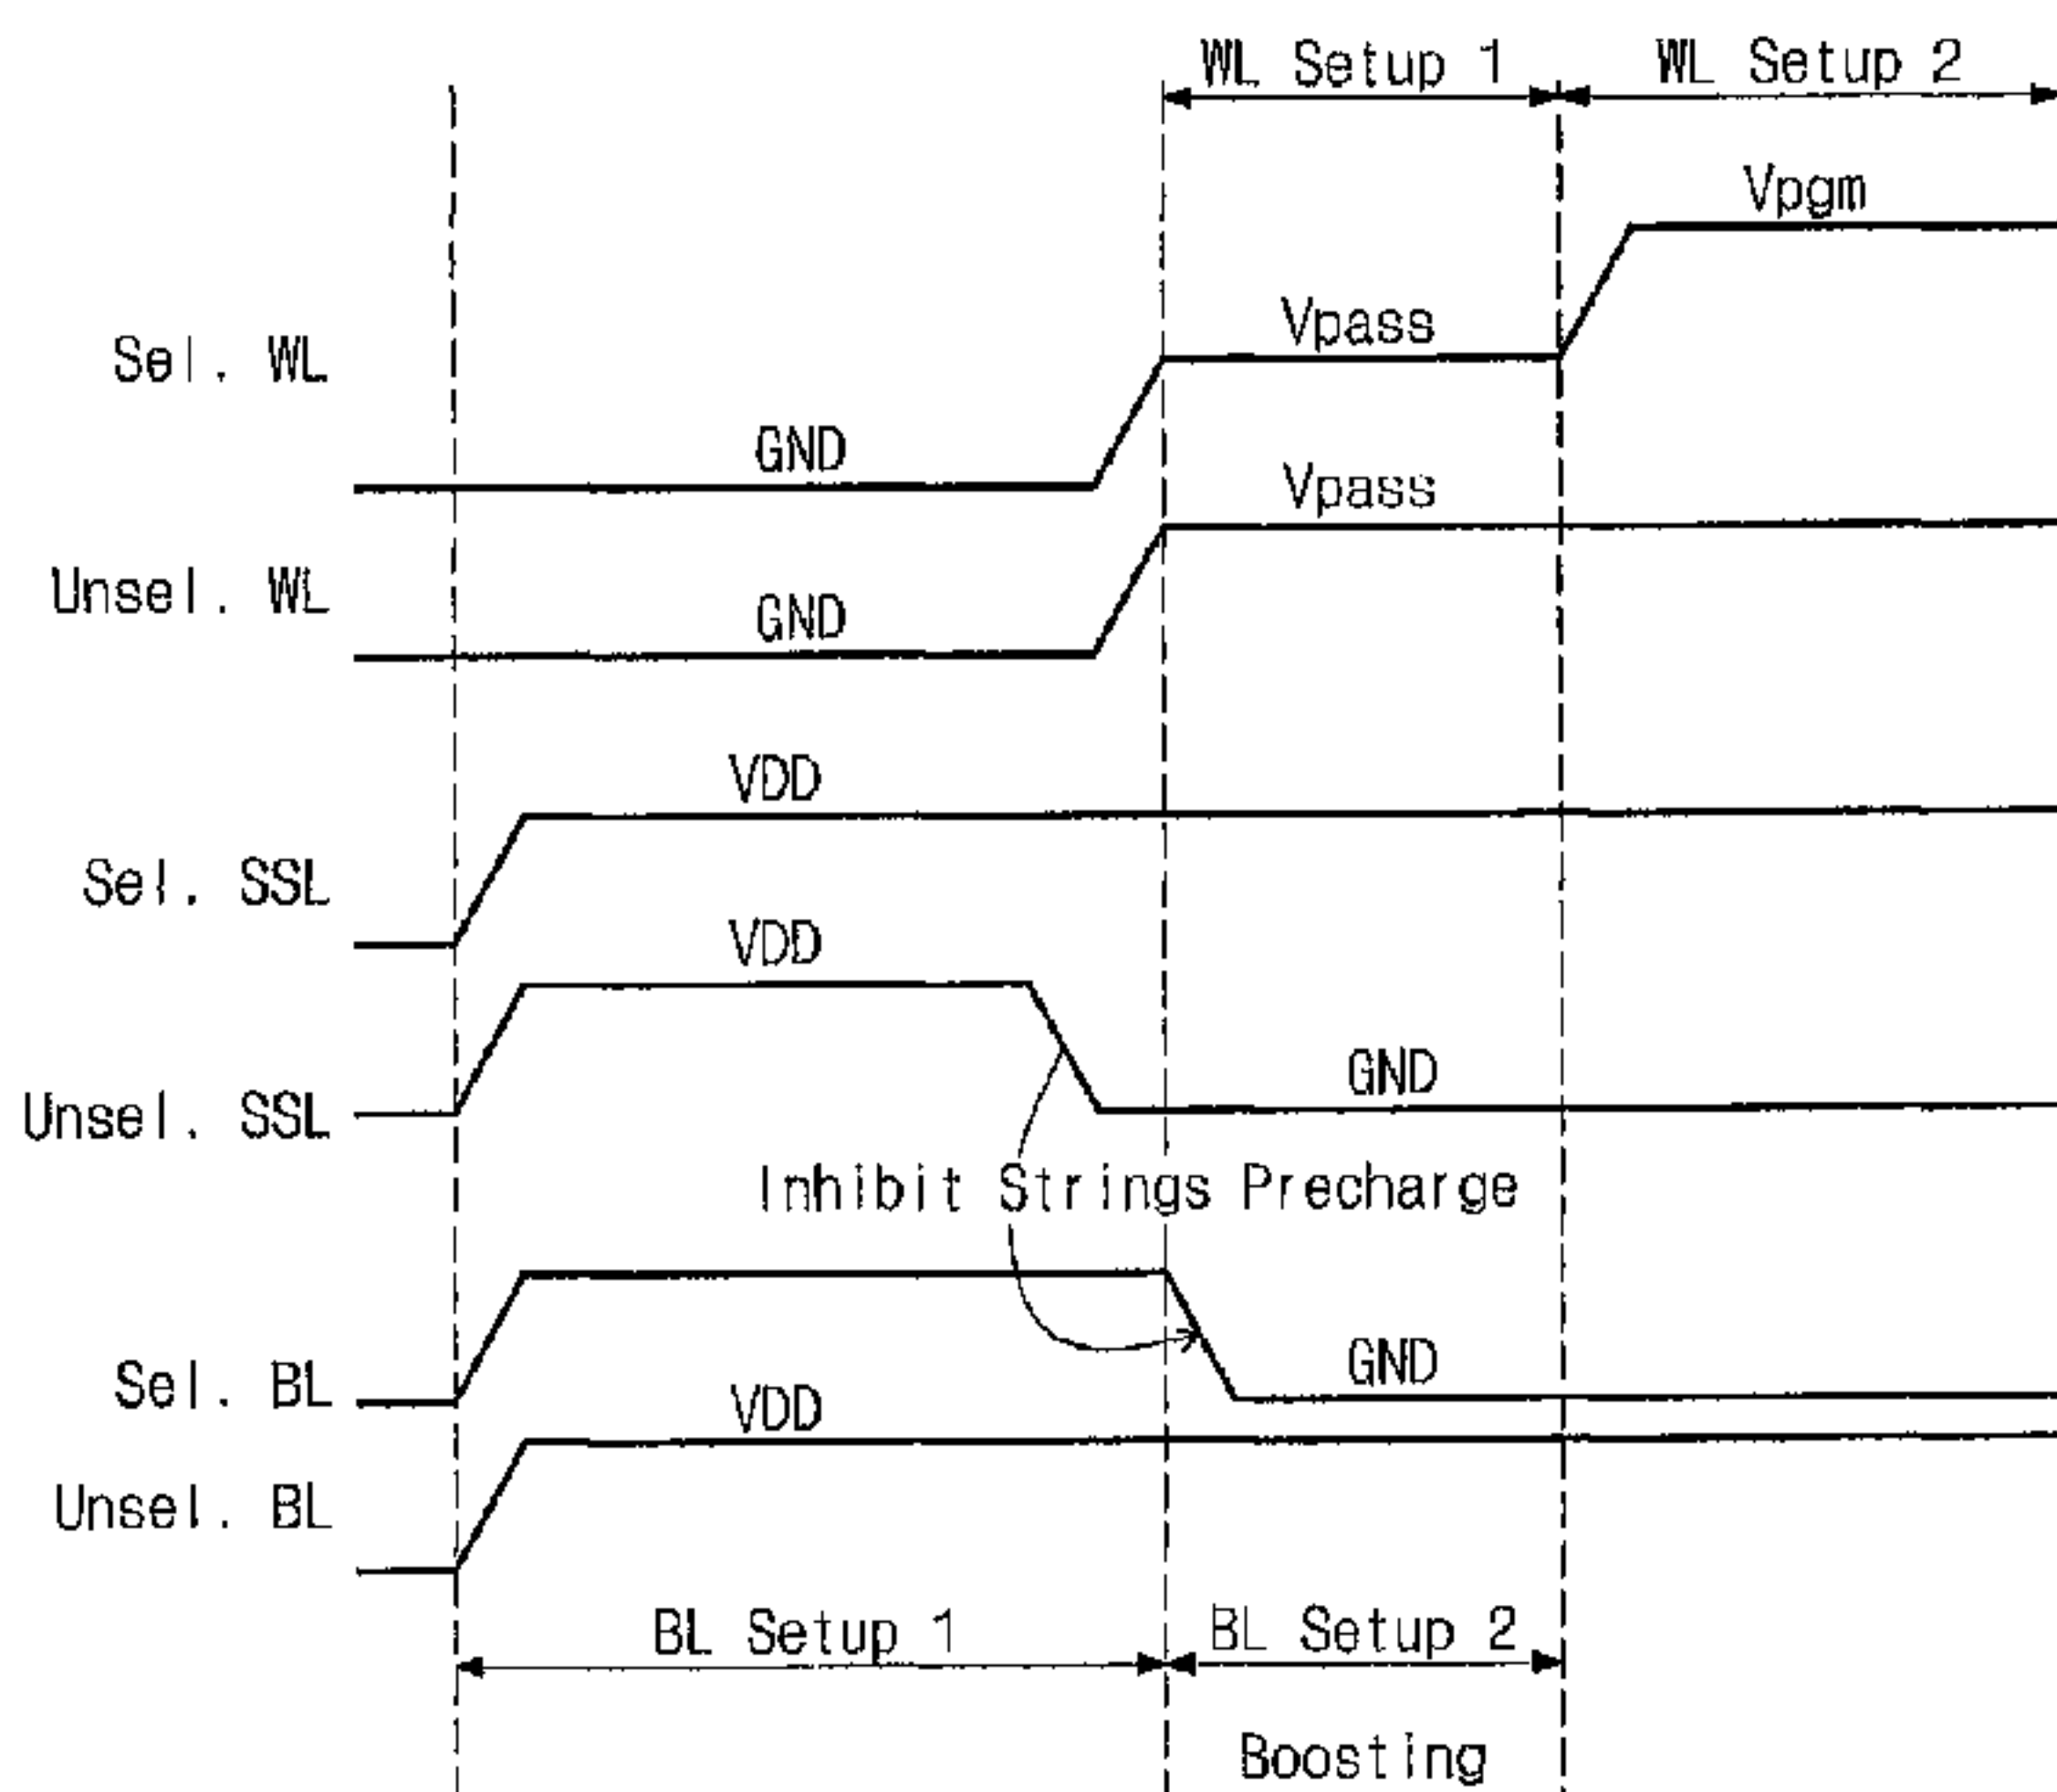 WL Setup 1
WL Setup 2
Vpgm
Vpass
Sel. WL
GND
Vpass
Unsel. WL
GND
VDD
Sel. SSL
VDD
GND
Unsel. SSL
Inhibit Strings Precharge
GND
Sel. BL
VDD
Unsel. BL
BL Setup 1
BL Setup 2
Boosting